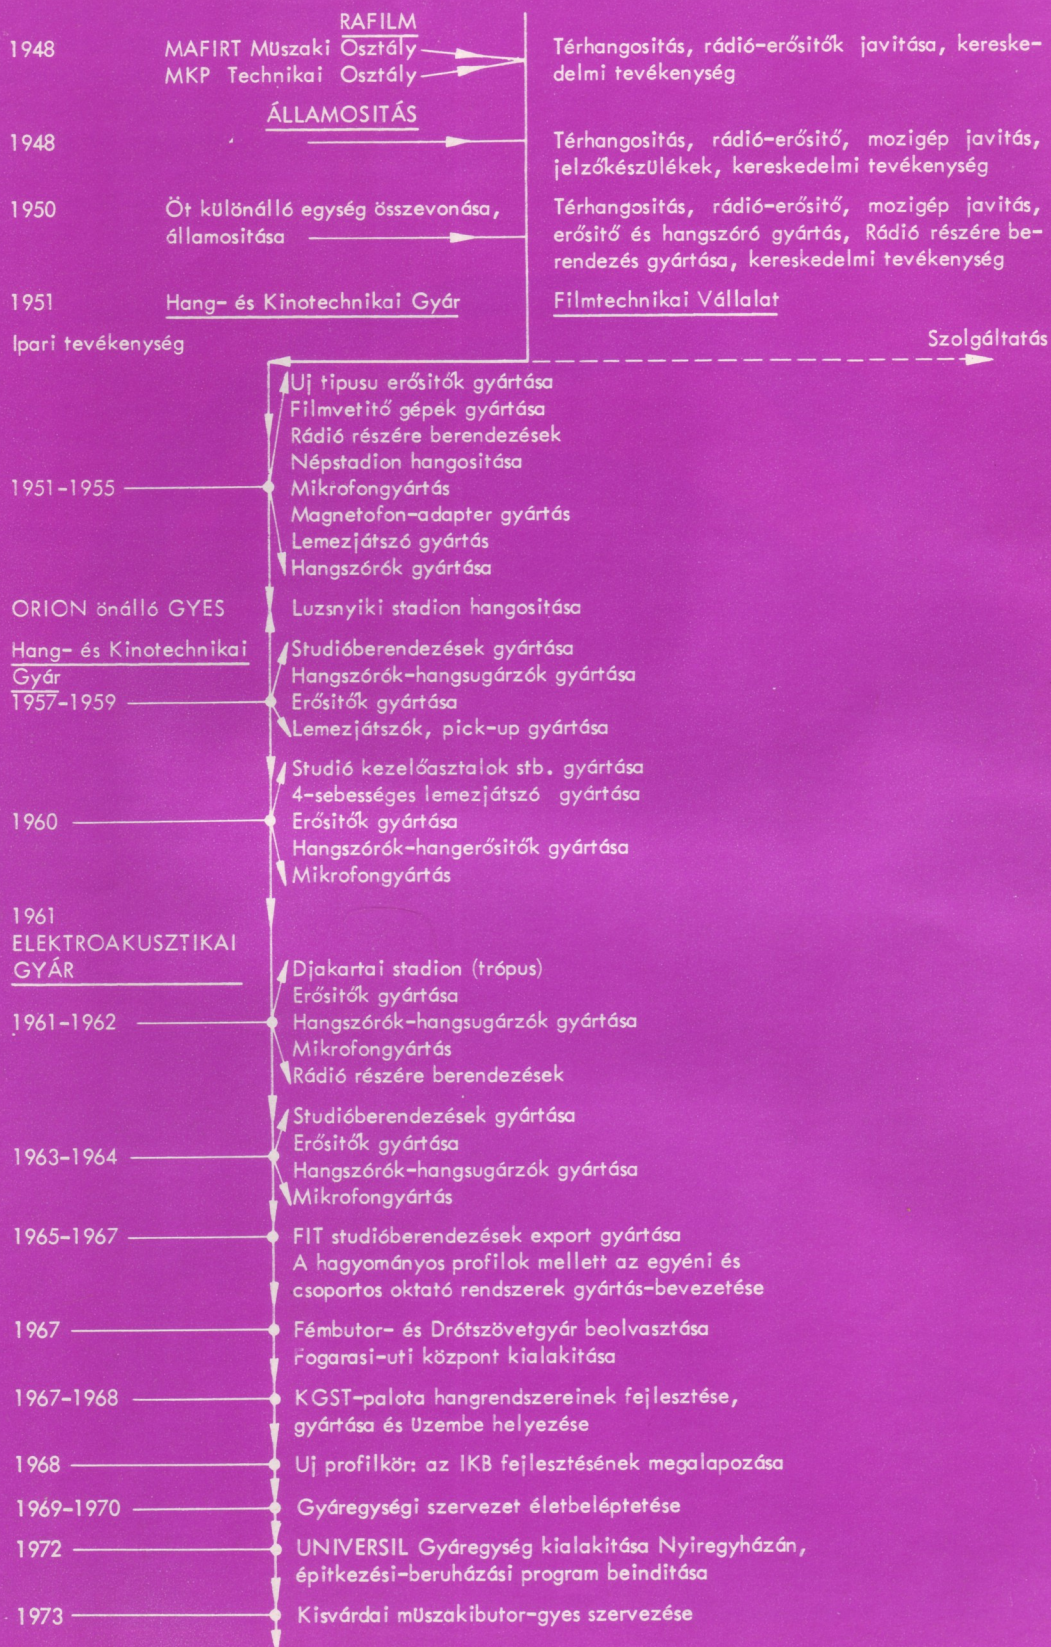 RAFILM
1948 MAFIRT Müszaki Osztály
MKP Technikai Osztály
Térhangositás, rádió-erősitők javitása, kereske-
delmi tevékenység
ÁLLAMOSITÁS
1948
Térhangositás, rádió-erősitő, mozigép javitás,
jelzőkészülékek, kereskedelmi tevékenység
1950 Öt különálló egység összevonása,
államositása
Térhangositás, rádió-erősitő, mozigép javitás,
erősitő és hangszóró gyártás, Rádió részére be-
rendezés gyártása, kereskedelmi tevékenység
1951 Hang- és Kinotechnikai Gyár Filmtechnikai Vállalat
Ipari tevékenység Szolgáltatás
Uj tipusu erősitők gyártása
Filmvetitő gépek gyártása
Rádió részére berendezések
Népstadion hangositása
1951-1955 Mikrofongyártás
Magnetofon-adapter gyártás
Lemezjátszó gyártás
Hangszórók gyártása
ORION önálló GYES Luzsnyiki stadion hangositása
Hang- és Kinotechnikai
Gyár
1957-1959
Studióberendezések gyártása
Hangszórók-hangsugárzók gyártása
Erősitők gyártása
Lemezjátszók, pick-up gyártása
Studió kezelőasztalok stb. gyártása
4-sebességes lemezjátszó gyártása
1960 Erősitők gyártása
Hangszórók-hangerősitők gyártása
Mikrofongyártás
1961
ELEKTROAKUSZTIKAI
GYÁR
Djakartai stadion (trópus)
Erősitők gyártása
1961-1962 Hangszórók-hangsugárzók gyártása
Mikrofongyártás
Rádió részére berendezések
Studióberendezések gyártása
Erősitők gyártása
1963-1964 Hangszórók-hangsugárzók gyártása
Mikrofongyártás
1965-1967 FIT studióberendezések export gyártása
A hagyományos profilok mellett az egyéni és
csoportos oktató rendszerek gyártás-bevezetése
1967 Fémbutor- és Drótszövetgyár beolvasztása
Fogarasi-uti központ kialakitása
1967-1968 KGST-palota hangrendszereinek fejlesztése,
gyártása és üzembe helyezése
1968 Uj profilkör: az IKB fejlesztésének megalapozása
1969-1970 Gyáregységi szervezet életbeléptetése
1972 UNIVERSIL Gyáregység kialakitása Nyiregyházán,
épitkezési-beruházási program beinditása
1973 Kisvárdai müszakibutor-gyes szervezése